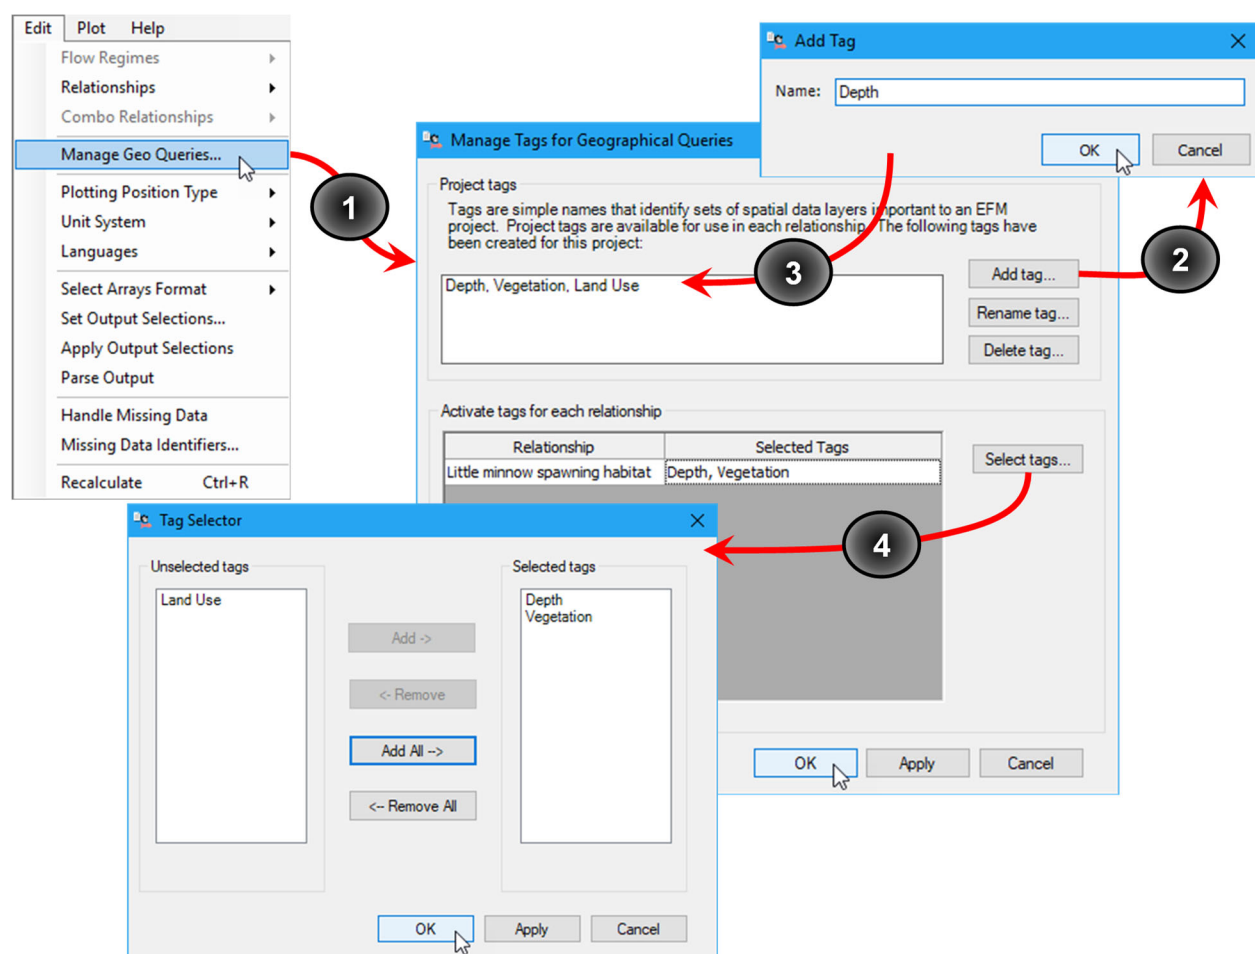 Edit Plot Help
Flow Regimes
Relationships
Combo Relationships
Manage Geo Queries...
Plotting Position Type
Unit System
Languages
Select Arrays Format
Set Output Selections...
Apply Output Selections
Parse Output
Handle Missing Data
Missing Data Identifiers...
Recalculate Ctrl+R
1
Add Tag
Name: Depth
OK Cancel
2
Manage Tags for Geographical Queries
Project tags
Tags are simple names that identify sets of spatial data layers important to an EFM
project. Project tags are available for use in each relationship. The following tags have
been created for this project:
3
Depth, Vegetation, Land Use
Add tag...
Rename tag...
Delete tag...
Activate tags for each relationship
Relationship Selected Tags
Little minnow spawning habitat Depth, Vegetation
Select tags...
4
OK Apply Cancel
Tag Selector
Unselected tags
Land Use
Add ->
<- Remove
Add All -->
<-- Remove All
Selected tags
Depth
Vegetation
OK Apply Cancel